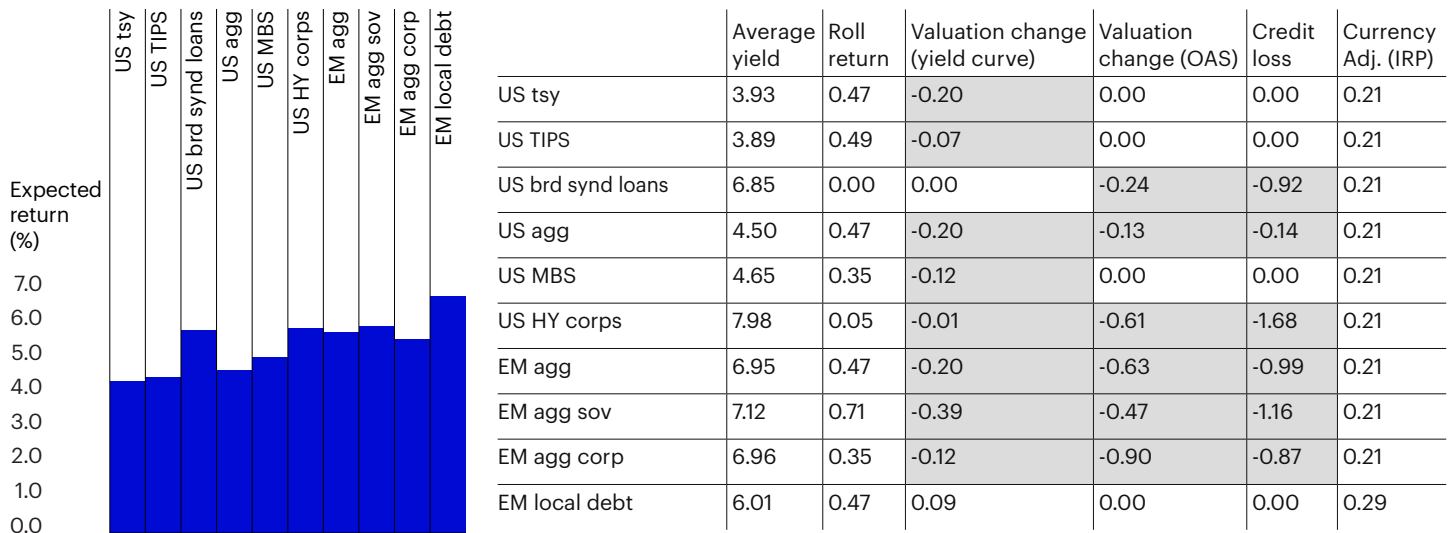 US tsy
US TIPS
US brd synd loans
US agg
US MBS
US HY corps
EM agg
EM agg sov
EM agg corp
EM local debt
Expected
return
(%)
7.0
6.0
5.0
4.0
3.0
2.0
1.0
0.0
Average Roll Valuation change Valuation Credit Currency
yield return (yield curve) change (OAS) loss Adj. (IRP)
US tsy 3.93 0.47 -0.20 0.00 0.00 0.21
US TIPS 3.89 0.49 -0.07 0.00 0.00 0.21
US brd synd loans 6.85 0.00 0.00 -0.24 -0.92 0.21
US agg 4.50 0.47 -0.20 -0.13 -0.14 0.21
US MBS 4.65 0.35 -0.12 0.00 0.00 0.21
US HY corps 7.98 0.05 -0.01 -0.61 -1.68 0.21
EM agg 6.95 0.47 -0.20 -0.63 -0.99 0.21
EM agg sov 7.12 0.71 -0.39 -0.47 -1.16 0.21
EM agg corp 6.96 0.35 -0.12 -0.90 -0.87 0.21
EM local debt 6.01 0.47 0.09 0.00 0.00 0.29